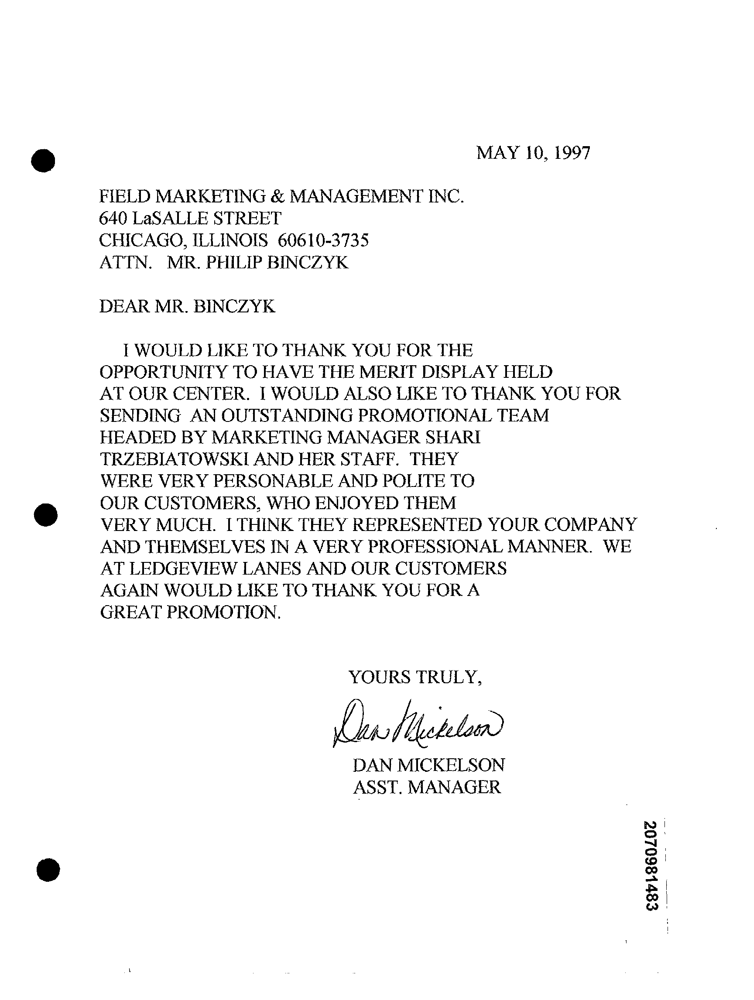 MAY 10, 1997
FIELD MARKETING & MANAGEMENT INC.
640 LaSALLE STREET
CHICAGO, ILLINOIS  60610-3735
ATTN.   MR. PHILIP BINCZYK
DEAR MR. BINCZYK
I WOULD LIKE TO THANK YOU FOR THE
OPPORTUNITY TO HAVE THE MERIT DISPLAY HELD
AT OUR CENTER.  I WOULD ALSO LIKE TO THANK YOU FOR
SENDING  AN OUTSTANDING PROMOTIONAL TEAM
HEADED BY MARKETING MANAGER SHARI
TRZEBIATOWSKI AND HER STAFF.  THEY
WERE VERY PERSONABLE AND POLITE TO
OUR CUSTOMERS, WHO ENJOYED THEM
VERY MUCH.  I THINK THEY REPRESENTED YOUR COMPANY
AND THEMSELVES IN A VERY PROFESSIONAL MANNER.  WE
AT LEDGEVIEW LANES AND OUR CUSTOMERS
AGAIN WOULD LIKE TO THANK YOU FOR A
GREAT PROMOTION.
YOURS TRULY,
Dan Mickelson
DAN MICKELSON
ASST. MANAGER
2070981483